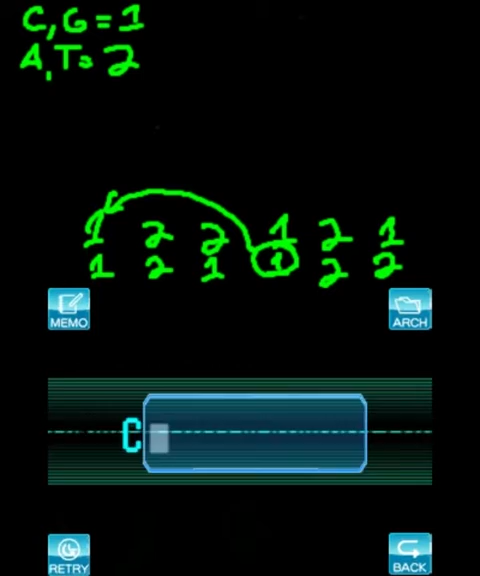 C, G = 1
A, T = 2
1 2 2 1 2 1
1 2 1 1 2 2
MEMO
ARCH
C
RETRY
BACK